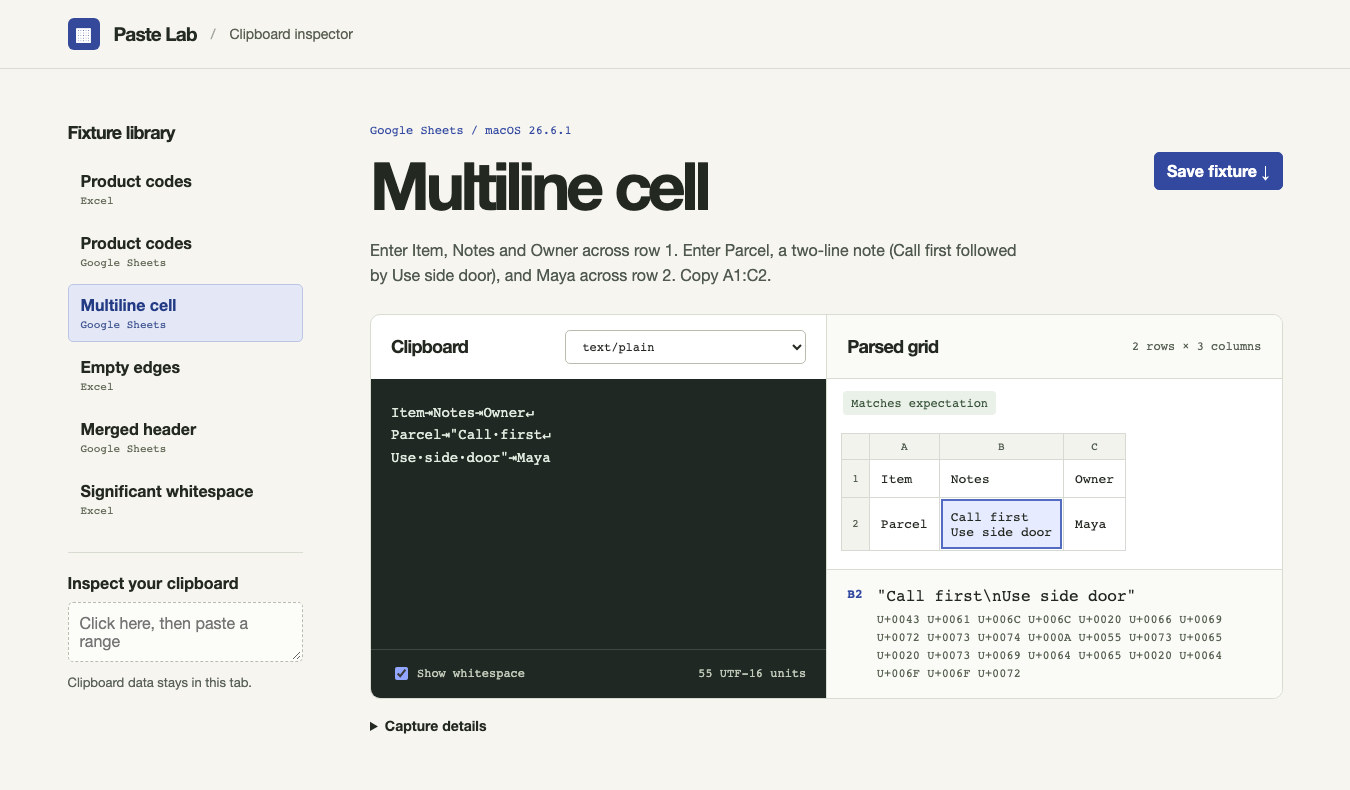 Paste Lab / Clipboard inspector
Fixture library
Product codes
Excel
Product codes
Google Sheets
Multiline cell
Google Sheets
Empty edges
Excel
Merged header
Google Sheets
Significant whitespace
Excel
Inspect your clipboard
Click here, then paste a
range
Clipboard data stays in this tab.
Google Sheets / macOS 26.6.1
Multiline cell
Save fixture ↓
Enter Item, Notes and Owner across row 1. Enter Parcel, a two-line note (Call first followed
by Use side door), and Maya across row 2. Copy A1:C2.
Clipboard
text/plain
Item⇥Notes⇥Owner↵
Parcel⇥"Call·first↵
Use·side·door"⇥Maya
Show whitespace
55 UTF-16 units
Parsed grid
2 rows × 3 columns
Matches expectation
A B C
1 Item Notes Owner
2 Parcel Call first
Use side door Maya
B2 "Call first\nUse side door"
U+0043 U+0061 U+006C U+006C U+0020 U+0066 U+0069
U+0072 U+0073 U+0074 U+000A U+0055 U+0073 U+0065
U+0020 U+0073 U+0069 U+0064 U+0065 U+0020 U+0064
U+006F U+006F U+0072
▶ Capture details